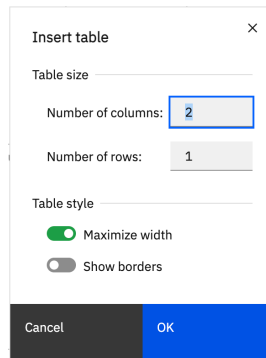 Insert table
Table size
Number of columns: 2
Number of rows: 1
Table style
Maximize width
Show borders
Cancel OK